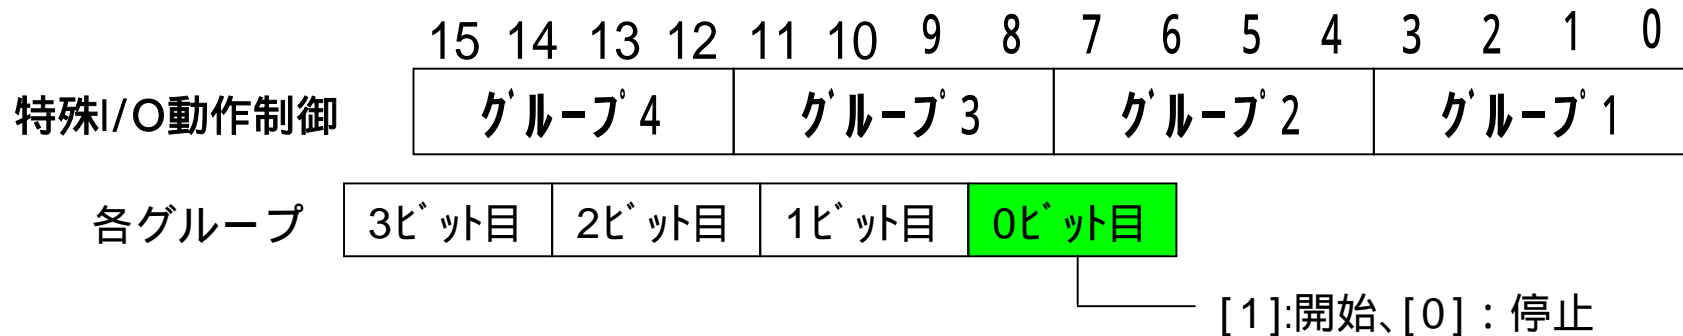 15 14 13 12 11 10 9 8 7 6 5 4 3 2 1 0
特殊I/O動作制御 グループ4 グループ3 グループ2 グループ1
各グループ 3ビット目 2ビット目 1ビット目 0ビット目
[1]:開始、[0]:停止